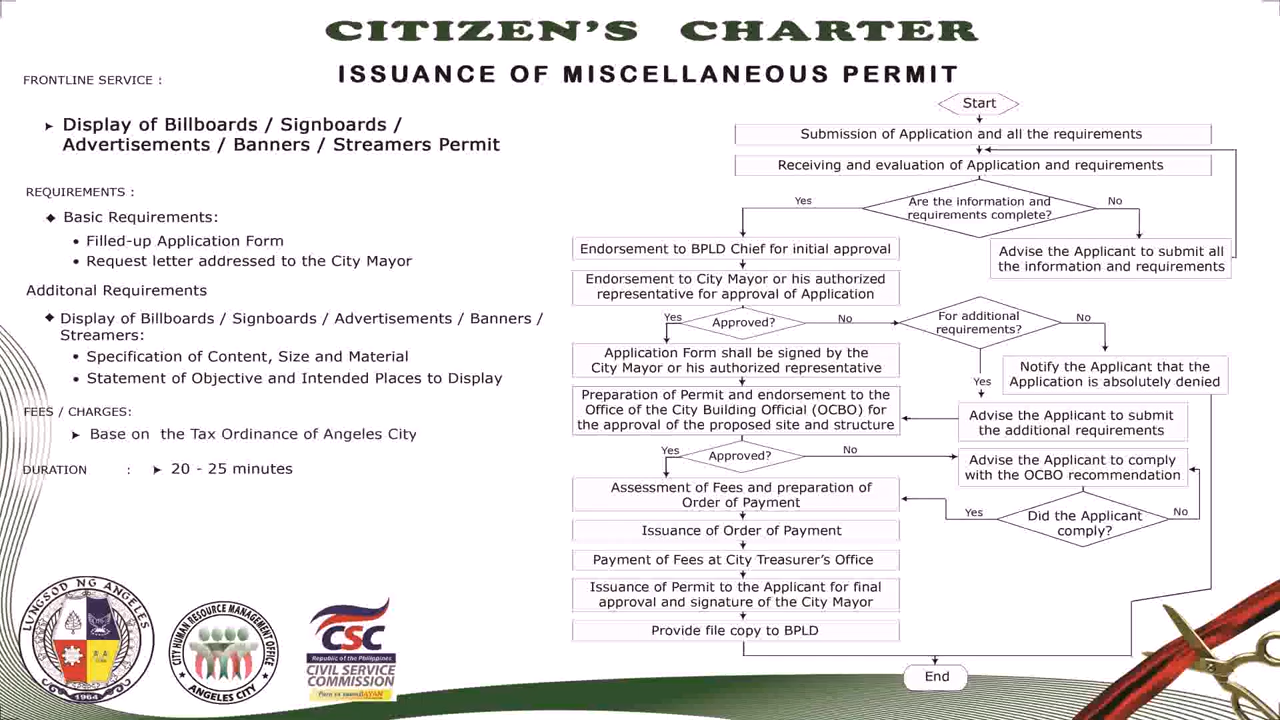 CITIZEN'S CHARTER
ISSUANCE OF MISCELLANEOUS PERMIT
FRONTLINE SERVICE :
Display of Billboards / Signboards /
Advertisements / Banners / Streamers Permit
REQUIREMENTS :
Basic Requirements:
Filled-up Application Form
Request letter addressed to the City Mayor
Additonal Requirements
Display of Billboards / Signboards / Advertisements / Banners /
Streamers:
Specification of Content, Size and Material
Statement of Objective and Intended Places to Display
FEES / CHARGES:
Base on the Tax Ordinance of Angeles City
DURATION : 20 - 25 minutes
Start
Submission of Application and all the requirements
Receiving and evaluation of Application and requirements
Are the information and
requirements complete?
Yes
No
Endorsement to BPLD Chief for initial approval
Advise the Applicant to submit all
the information and requirements
Endorsement to City Mayor or his authorized
representative for approval of Application
Approved?
Yes
No
For additional
requirements?
No
Yes
Application Form shall be signed by the
City Mayor or his authorized representative
Notify the Applicant that the
Application is absolutely denied
Preparation of Permit and endorsement to the
Office of the City Building Official (OCBO) for
the approval of the proposed site and structure
Advise the Applicant to submit
the additional requirements
Approved?
Yes
No
Advise the Applicant to comply
with the OCBO recommendation
Assessment of Fees and preparation of
Order of Payment
Did the Applicant
comply?
Yes
No
Issuance of Order of Payment
Payment of Fees at City Treasurer's Office
Issuance of Permit to the Applicant for final
approval and signature of the City Mayor
Provide file copy to BPLD
End
LUNGSOD NG ANGELES
1964
CITY HUMAN RESOURCE MANAGEMENT OFFICE
ANGELES CITY
CSC
Republic of the Philippines
CIVIL SERVICE
COMMISSION